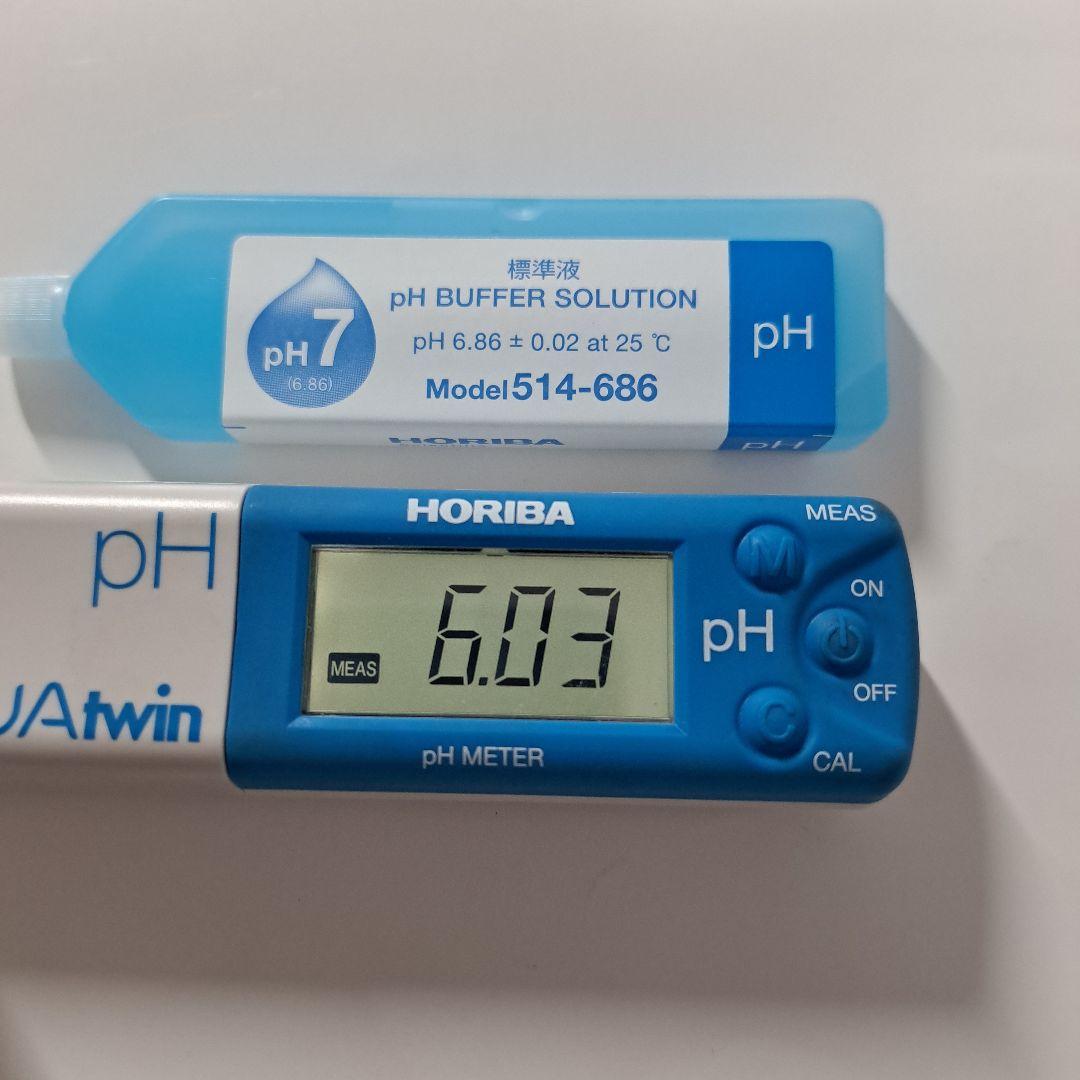 標準液
pH BUFFER SOLUTION
pH 7
(6.86)
pH 6.86 ± 0.02 at 25 ℃
Model 514-686
pH
HORIBA
pH
pH
UAtwin
HORIBA
MEAS
6.03
pH METER
pH
MEAS
M
ON
OFF
C
CAL